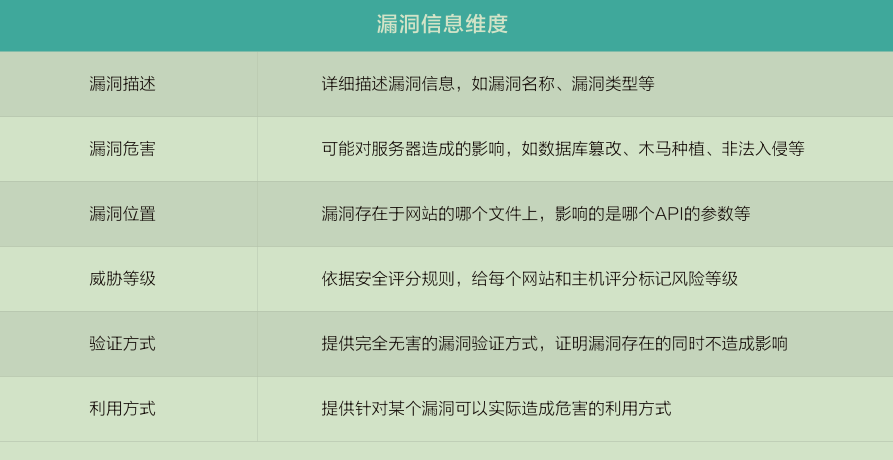 漏洞信息维度
漏洞描述 详细描述漏洞信息，如漏洞名称、漏洞类型等
漏洞危害 可能对服务器造成的影响，如数据库篡改、木马种植、非法入侵等
漏洞位置 漏洞存在于网站的哪个文件上，影响的是哪个API的参数等
威胁等级 依据安全评分规则，给每个网站和主机评分标记风险等级
验证方式 提供完全无害的漏洞验证方式，证明漏洞存在的同时不造成影响
利用方式 提供针对某个漏洞可以实际造成危害的利用方式